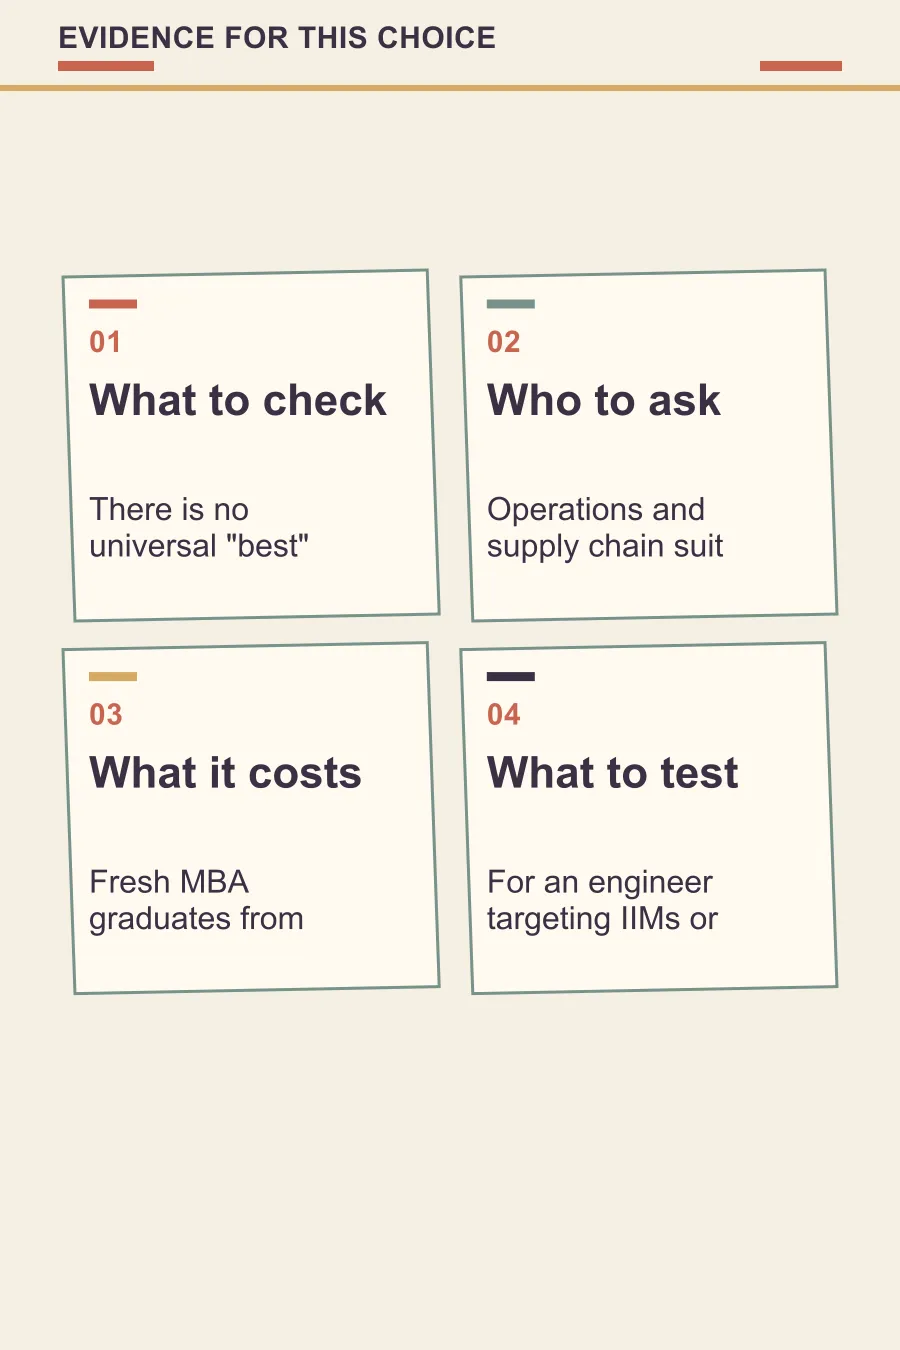 EVIDENCE FOR THIS CHOICE
01
What to check
There is no
universal "best"
02
Who to ask
Operations and
supply chain suit
03
What it costs
Fresh MBA
graduates from
04
What to test
For an engineer
targeting IIMs or